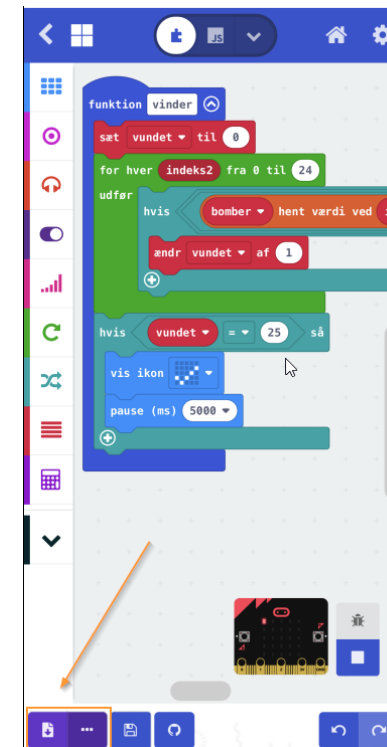 JS
funktion vinder
sæt vundet til 0
for hver indeks2 fra 0 til 24
udfør
hvis bomber hent værdi ved
ændr vundet af 1
hvis vundet = 25 så
vis ikon
pause (ms) 5000